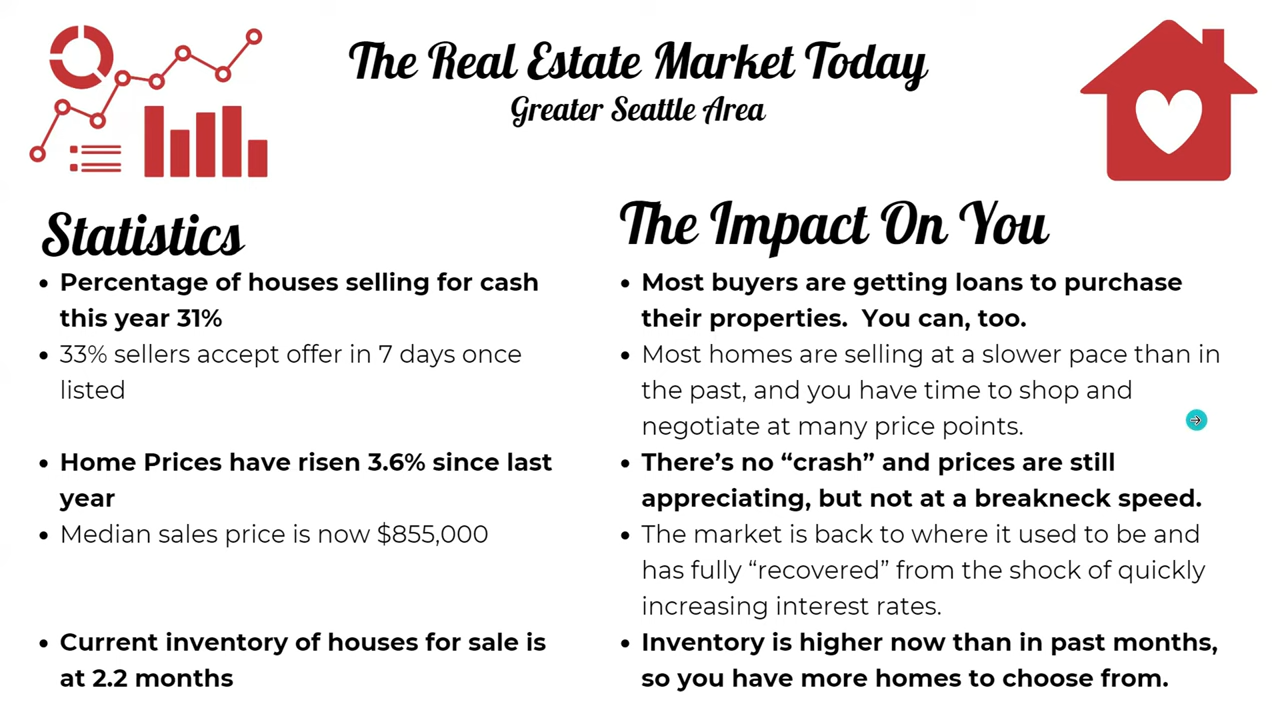 The Real Estate Market Today
Greater Seattle Area
Statistics
• Percentage of houses selling for cash
this year 31%
• 33% sellers accept offer in 7 days once
listed
• Home Prices have risen 3.6% since last
year
• Median sales price is now $855,000
• Current inventory of houses for sale is
at 2.2 months
The Impact On You
• Most buyers are getting loans to purchase
their properties.  You can, too.
• Most homes are selling at a slower pace than in
the past, and you have time to shop and
negotiate at many price points.
• There's no “crash” and prices are still
appreciating, but not at a breakneck speed.
• The market is back to where it used to be and
has fully “recovered” from the shock of quickly
increasing interest rates.
• Inventory is higher now than in past months,
so you have more homes to choose from.